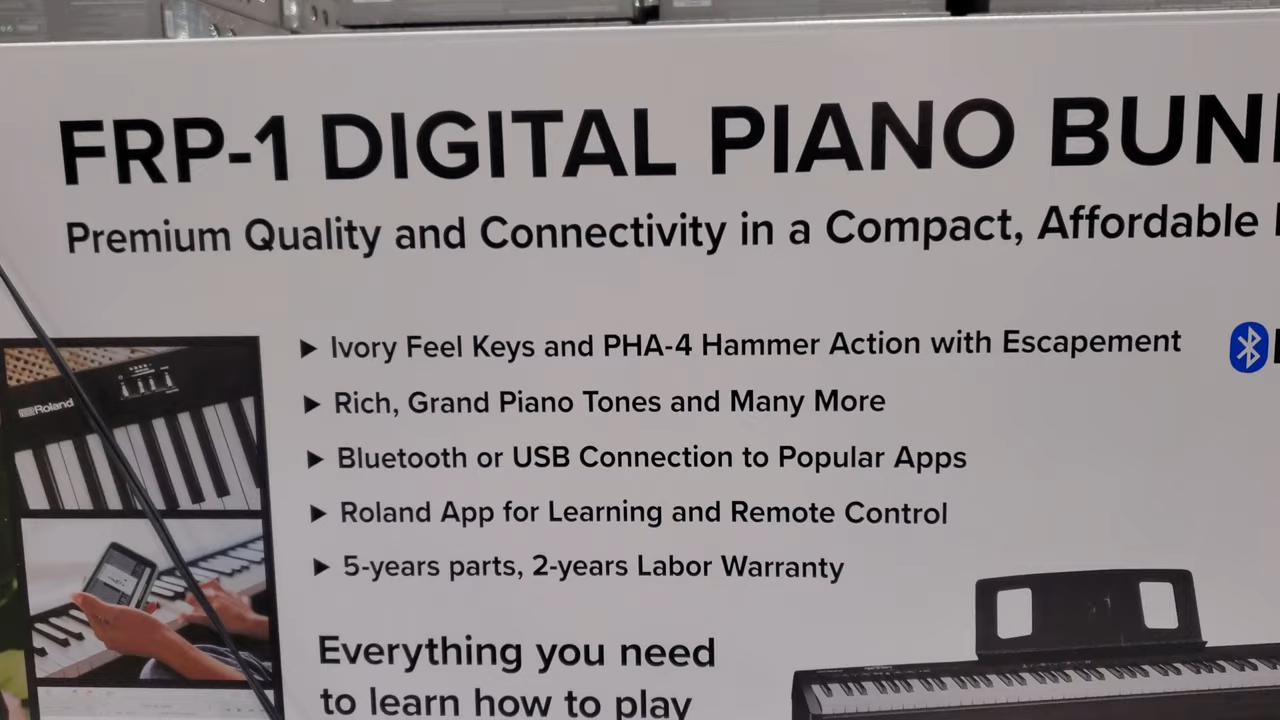 FRP-1 DIGITAL PIANO BUN
Premium Quality and Connectivity in a Compact, Affordable
▶ Ivory Feel Keys and PHA-4 Hammer Action with Escapement
▶ Rich, Grand Piano Tones and Many More
▶ Bluetooth or USB Connection to Popular Apps
▶ Roland App for Learning and Remote Control
▶ 5-years parts, 2-years Labor Warranty
Roland
Everything you need
to learn how to play